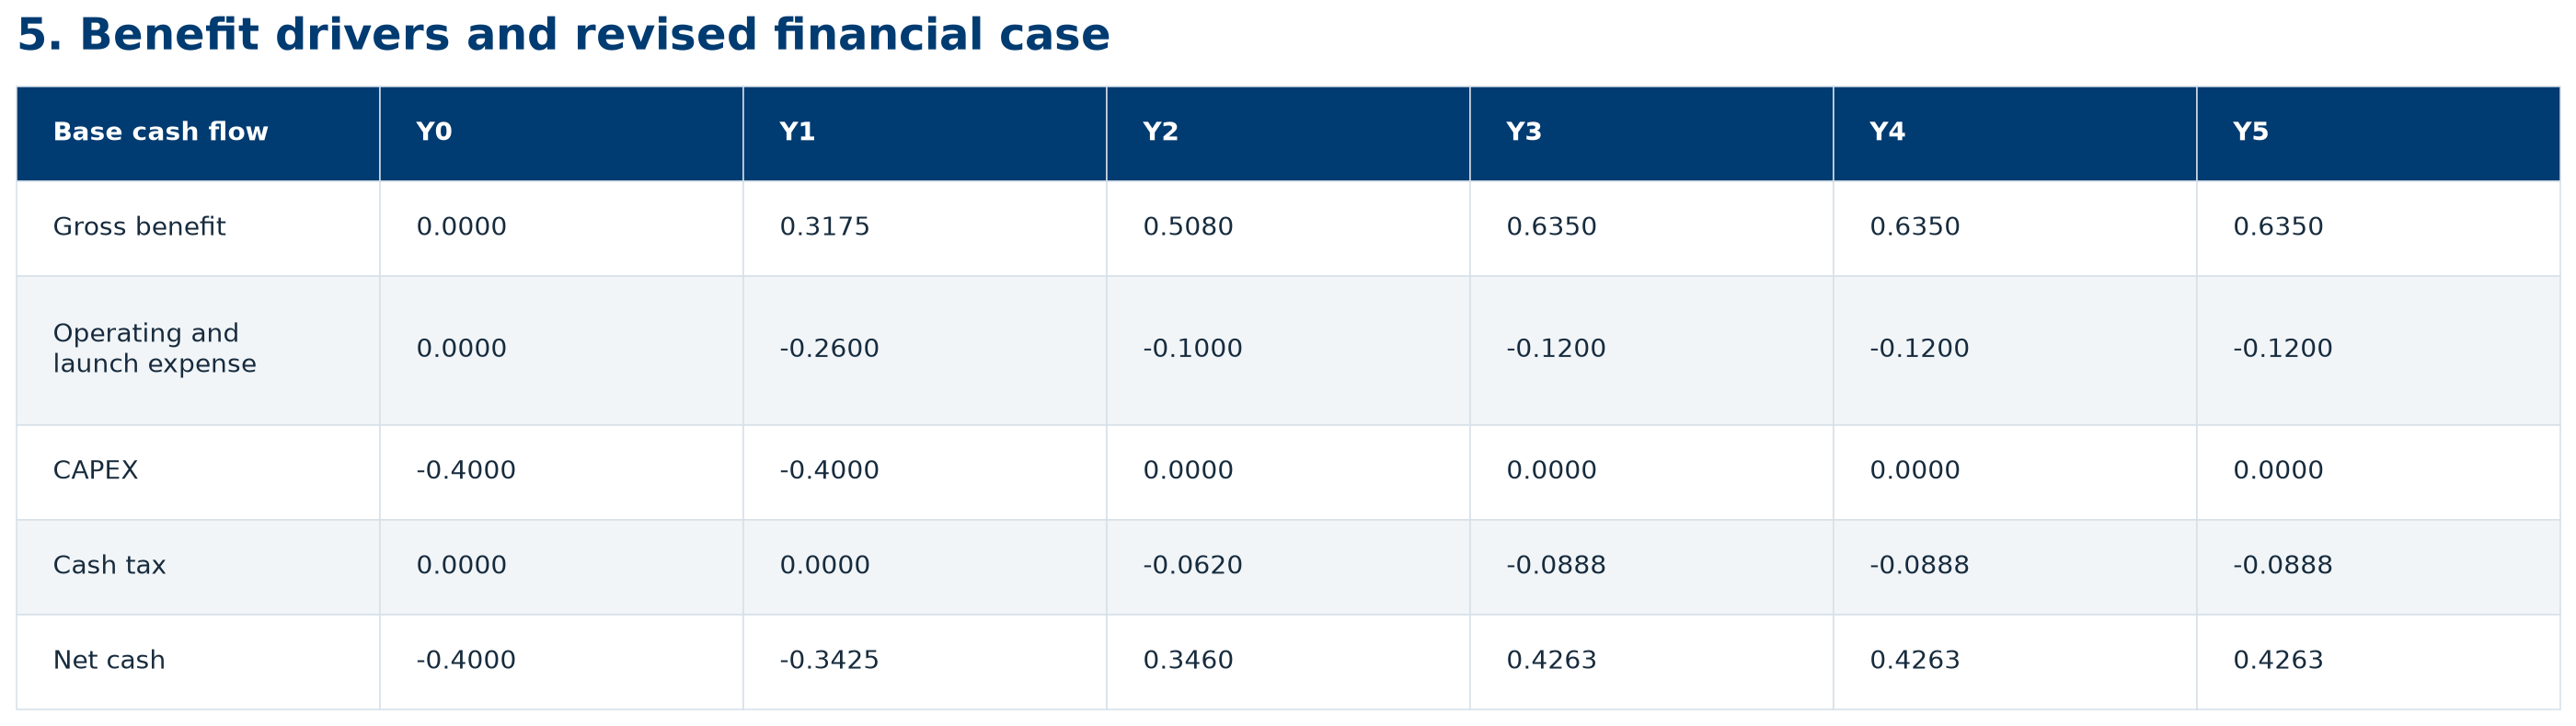 5. Benefit drivers and revised financial case
Base cash flow Y0 Y1 Y2 Y3 Y4 Y5
Gross benefit 0.0000 0.3175 0.5080 0.6350 0.6350 0.6350
Operating and
launch expense 0.0000 -0.2600 -0.1000 -0.1200 -0.1200 -0.1200
CAPEX -0.4000 -0.4000 0.0000 0.0000 0.0000 0.0000
Cash tax 0.0000 0.0000 -0.0620 -0.0888 -0.0888 -0.0888
Net cash -0.4000 -0.3425 0.3460 0.4263 0.4263 0.4263